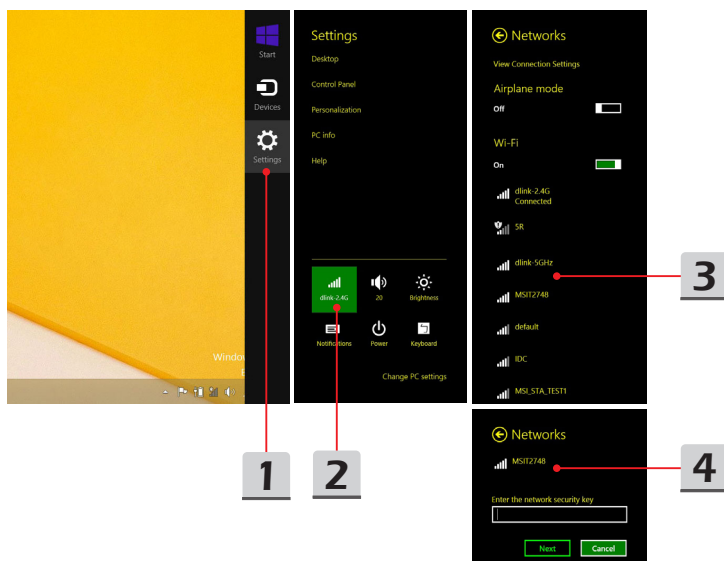 Start
Devices
Settings
Windo
1
Settings
Desktop
Control Panel
Personalization
PC info
Help
dlink-2.4G
20
Brightness
Notifications
Power
Keyboard
Change PC settings
2
Networks
View Connection Settings
Airplane mode
Off
Wi-Fi
On
dlink-2.4G
Connected
5R
dlink-5GHz
MSIT2748
default
IDC
MSI_STA_TEST1
3
Networks
MSIT2748
Enter the network security key
Next
Cancel
4